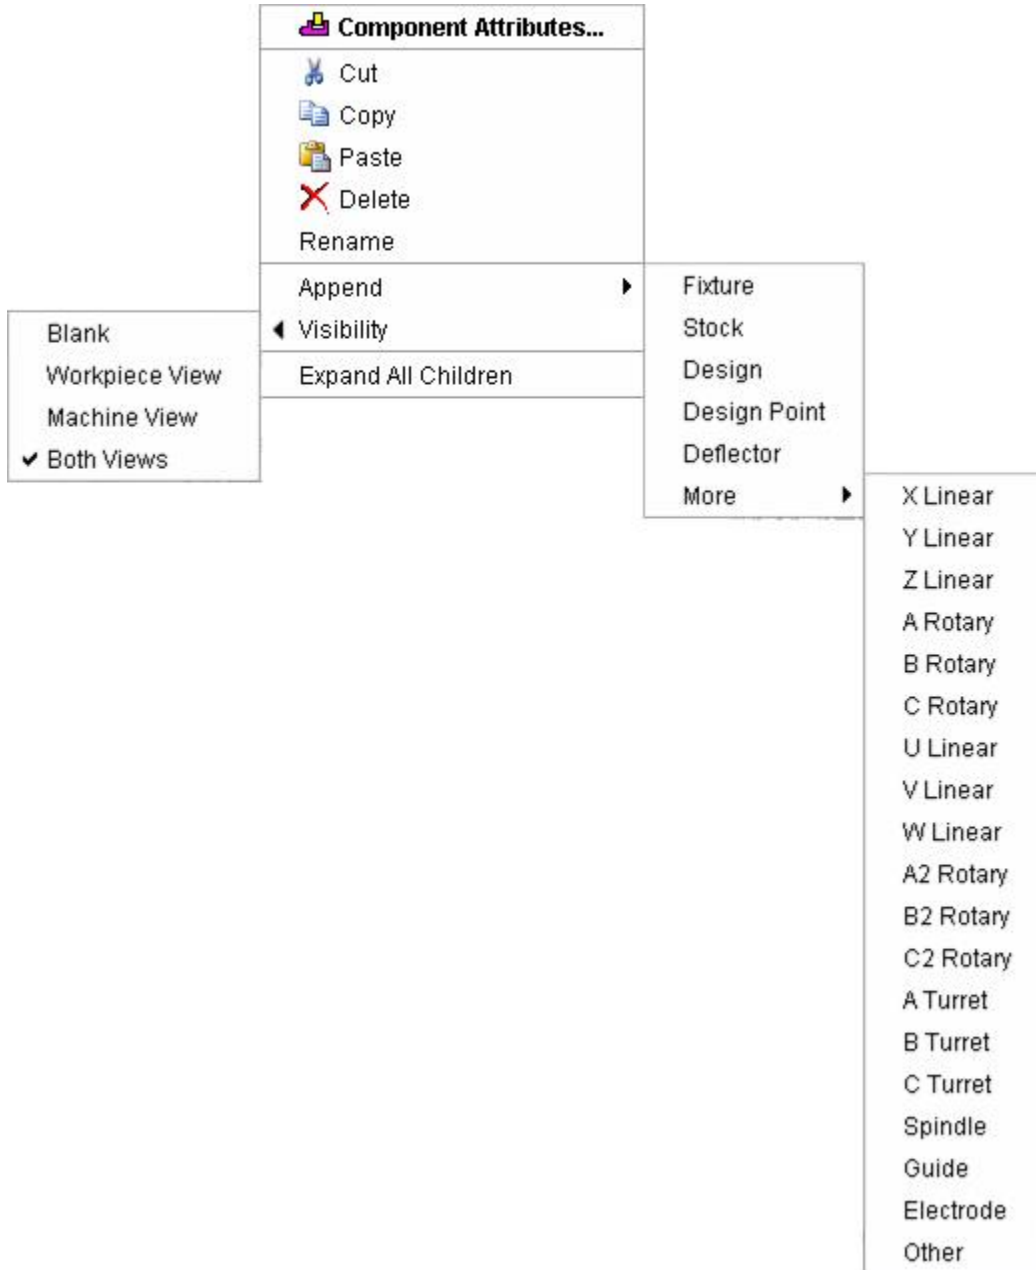 Component Attributes...
Cut
Copy
Paste
Delete
Rename
Append
Visibility
Expand All Children
Blank
Workpiece View
Machine View
Both Views
Fixture
Stock
Design
Design Point
Deflector
More
X Linear
Y Linear
Z Linear
A Rotary
B Rotary
C Rotary
U Linear
V Linear
W Linear
A2 Rotary
B2 Rotary
C2 Rotary
A Turret
B Turret
C Turret
Spindle
Guide
Electrode
Other